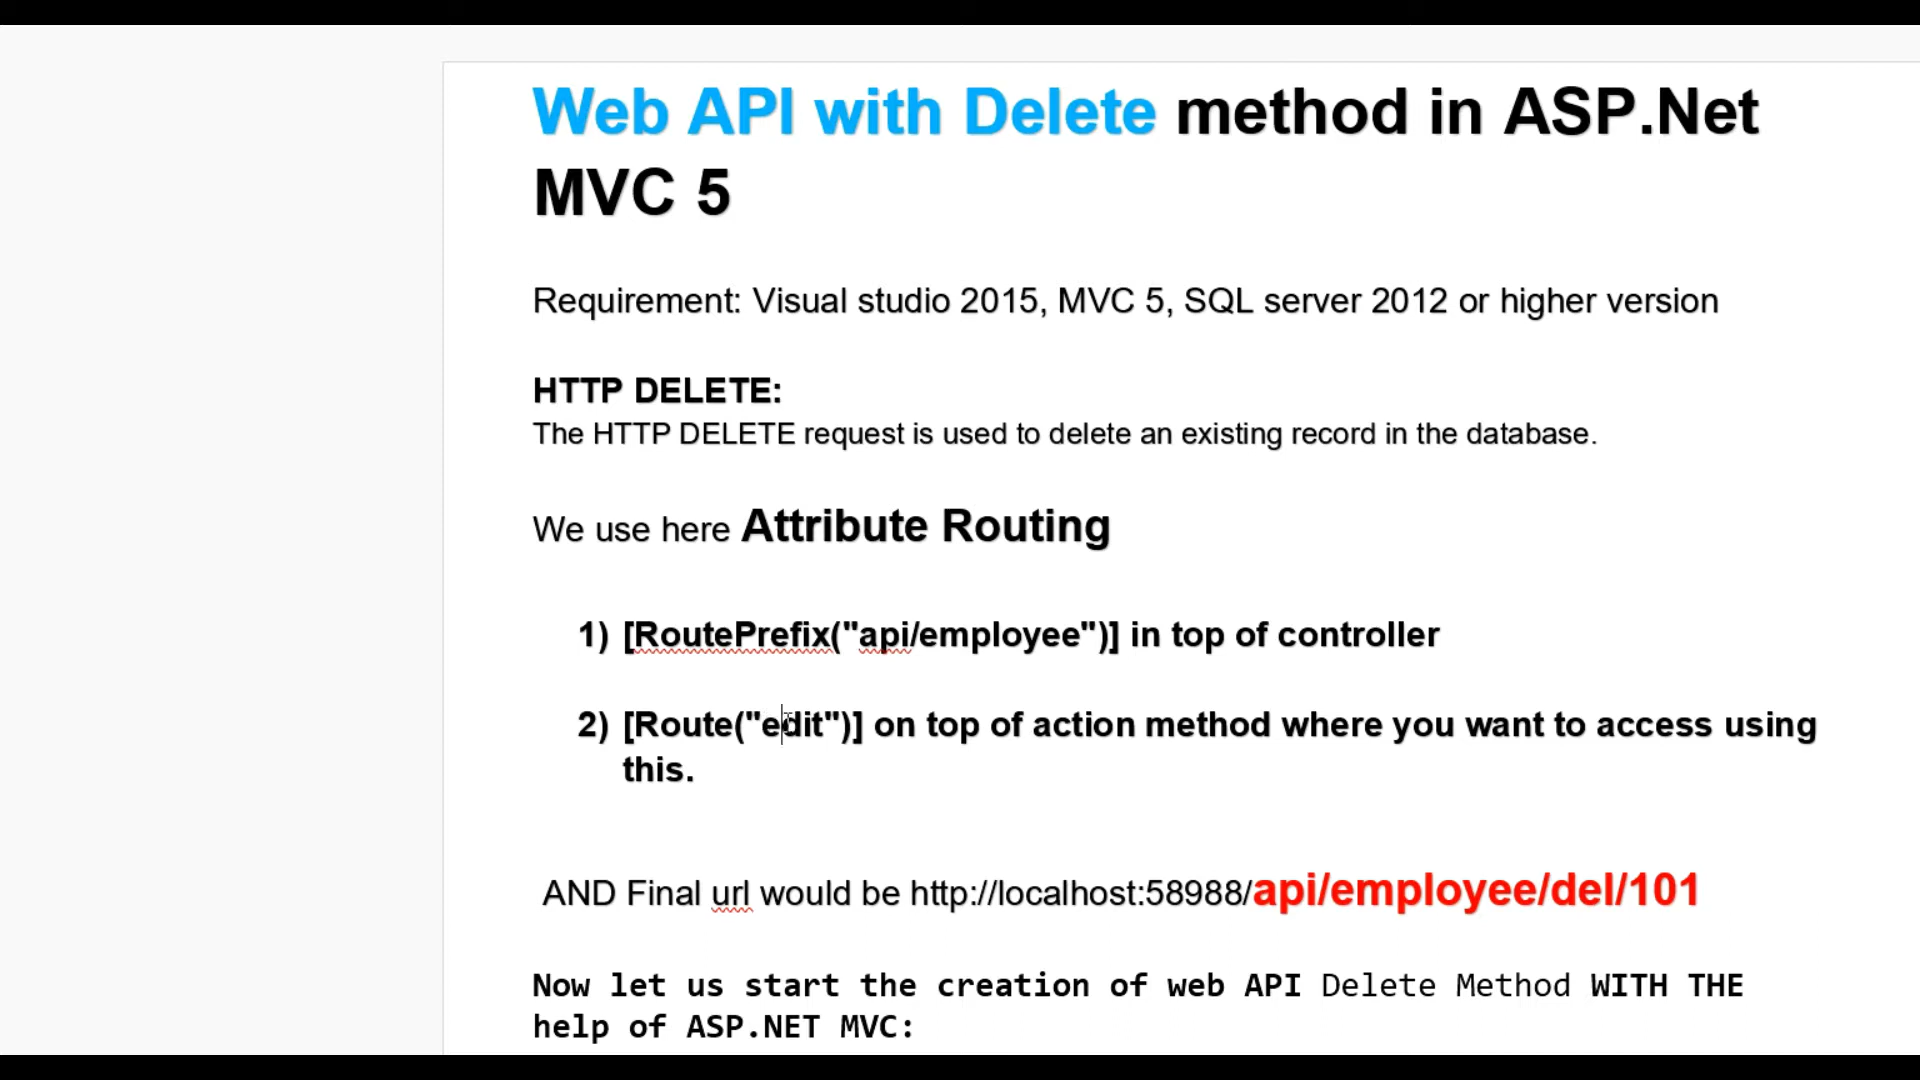 Web API with Delete method in ASP.Net
MVC 5
Requirement: Visual studio 2015, MVC 5, SQL server 2012 or higher version
HTTP DELETE:
The HTTP DELETE request is used to delete an existing record in the database.
We use here Attribute Routing
1) [RoutePrefix("api/employee")] in top of controller
2) [Route("edit")] on top of action method where you want to access using
this.
AND Final url would be http://localhost:58988/api/employee/del/101
Now let us start the creation of web API Delete Method WITH THE
help of ASP.NET MVC: